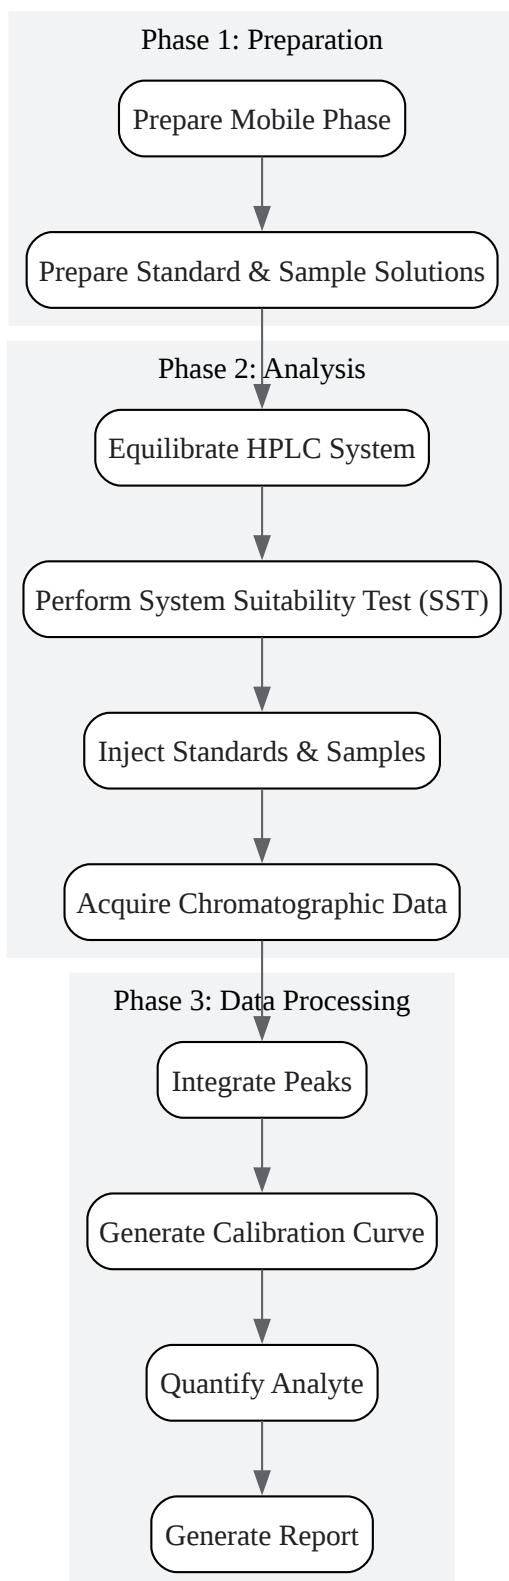 Phase 1: Preparation
Prepare Mobile Phase
Prepare Standard & Sample Solutions
Phase 2: Analysis
Equilibrate HPLC System
Perform System Suitability Test (SST)
Inject Standards & Samples
Acquire Chromatographic Data
Phase 3: Data Processing
Integrate Peaks
Generate Calibration Curve
Quantify Analyte
Generate Report